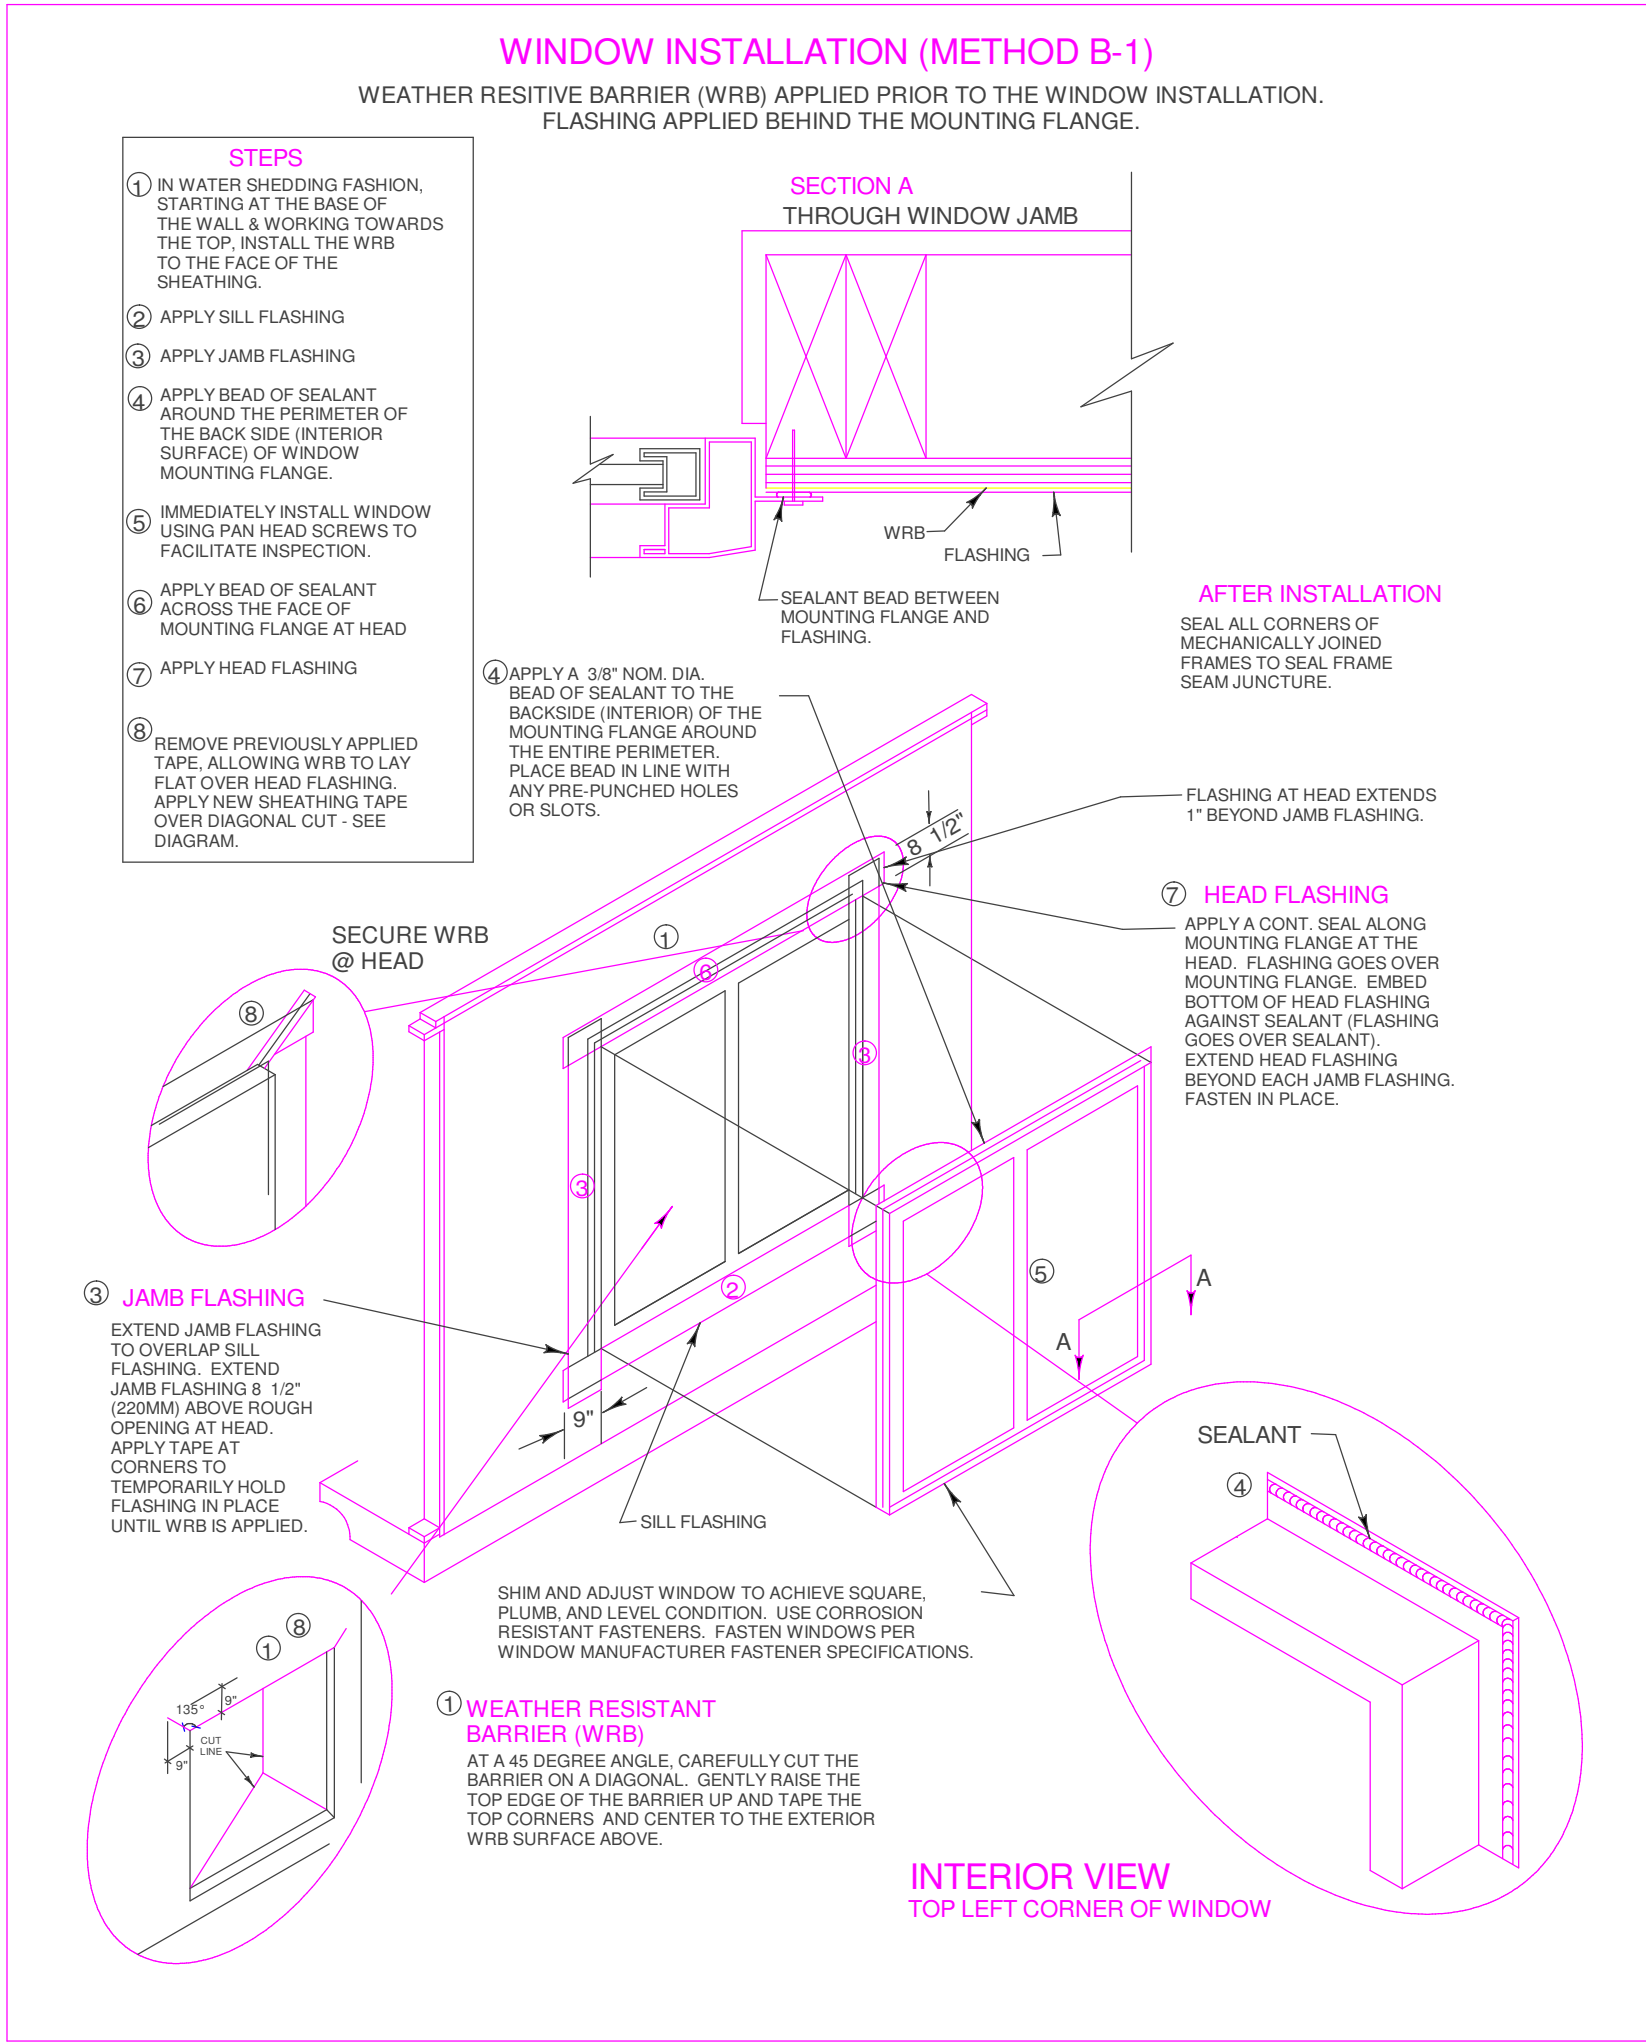 WINDOW INSTALLATION (METHOD B-1)
WEATHER RESITIVE BARRIER (WRB) APPLIED PRIOR TO THE WINDOW INSTALLATION.
FLASHING APPLIED BEHIND THE MOUNTING FLANGE.
STEPS
1 IN WATER SHEDDING FASHION,
STARTING AT THE BASE OF
THE WALL & WORKING TOWARDS
THE TOP, INSTALL THE WRB
TO THE FACE OF THE
SHEATHING.
2 APPLY SILL FLASHING
3 APPLY JAMB FLASHING
4 APPLY BEAD OF SEALANT
AROUND THE PERIMETER OF
THE BACK SIDE (INTERIOR
SURFACE) OF WINDOW
MOUNTING FLANGE.
5 IMMEDIATELY INSTALL WINDOW
USING PAN HEAD SCREWS TO
FACILITATE INSPECTION.
6 APPLY BEAD OF SEALANT
ACROSS THE FACE OF
MOUNTING FLANGE AT HEAD
7 APPLY HEAD FLASHING
8 REMOVE PREVIOUSLY APPLIED
TAPE, ALLOWING WRB TO LAY
FLAT OVER HEAD FLASHING.
APPLY NEW SHEATHING TAPE
OVER DIAGONAL CUT - SEE
DIAGRAM.
SECTION A
THROUGH WINDOW JAMB
WRB
FLASHING
SEALANT BEAD BETWEEN
MOUNTING FLANGE AND
FLASHING.
AFTER INSTALLATION
SEAL ALL CORNERS OF
MECHANICALLY JOINED
FRAMES TO SEAL FRAME
SEAM JUNCTURE.
4 APPLY A 3/8" NOM. DIA.
BEAD OF SEALANT TO THE
BACKSIDE (INTERIOR) OF THE
MOUNTING FLANGE AROUND
THE ENTIRE PERIMETER.
PLACE BEAD IN LINE WITH
ANY PRE-PUNCHED HOLES
OR SLOTS.
FLASHING AT HEAD EXTENDS
1" BEYOND JAMB FLASHING.
8 1/2"
7 HEAD FLASHING
APPLY A CONT. SEAL ALONG
MOUNTING FLANGE AT THE
HEAD. FLASHING GOES OVER
MOUNTING FLANGE. EMBED
BOTTOM OF HEAD FLASHING
AGAINST SEALANT (FLASHING
GOES OVER SEALANT).
EXTEND HEAD FLASHING
BEYOND EACH JAMB FLASHING.
FASTEN IN PLACE.
SECURE WRB
@ HEAD
8
1
6
3
3
2
5
A
A
3 JAMB FLASHING
EXTEND JAMB FLASHING
TO OVERLAP SILL
FLASHING. EXTEND
JAMB FLASHING 8 1/2"
(220MM) ABOVE ROUGH
OPENING AT HEAD.
APPLY TAPE AT
CORNERS TO
TEMPORARILY HOLD
FLASHING IN PLACE
UNTIL WRB IS APPLIED.
9"
SILL FLASHING
SEALANT
4
SHIM AND ADJUST WINDOW TO ACHIEVE SQUARE,
PLUMB, AND LEVEL CONDITION. USE CORROSION
RESISTANT FASTENERS. FASTEN WINDOWS PER
WINDOW MANUFACTURER FASTENER SPECIFICATIONS.
8
1
135°
9"
CUT
LINE
9"
1 WEATHER RESISTANT
BARRIER (WRB)
AT A 45 DEGREE ANGLE, CAREFULLY CUT THE
BARRIER ON A DIAGONAL. GENTLY RAISE THE
TOP EDGE OF THE BARRIER UP AND TAPE THE
TOP CORNERS AND CENTER TO THE EXTERIOR
WRB SURFACE ABOVE.
INTERIOR VIEW
TOP LEFT CORNER OF WINDOW